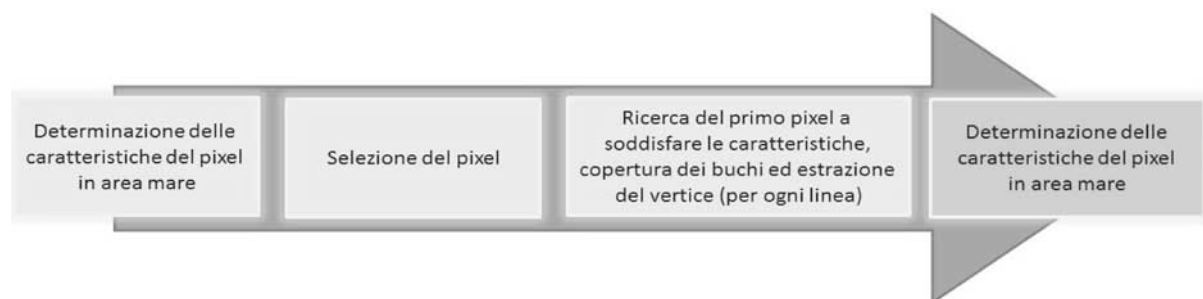 Determinazione delle
caratteristiche del pixel
in area mare
Selezione del pixel
Ricerca del primo pixel a
soddisfare le caratteristiche,
copertura dei buchi ed estrazione
del vertice (per ogni linea)
Determinazione delle
caratteristiche del pixel
in area mare